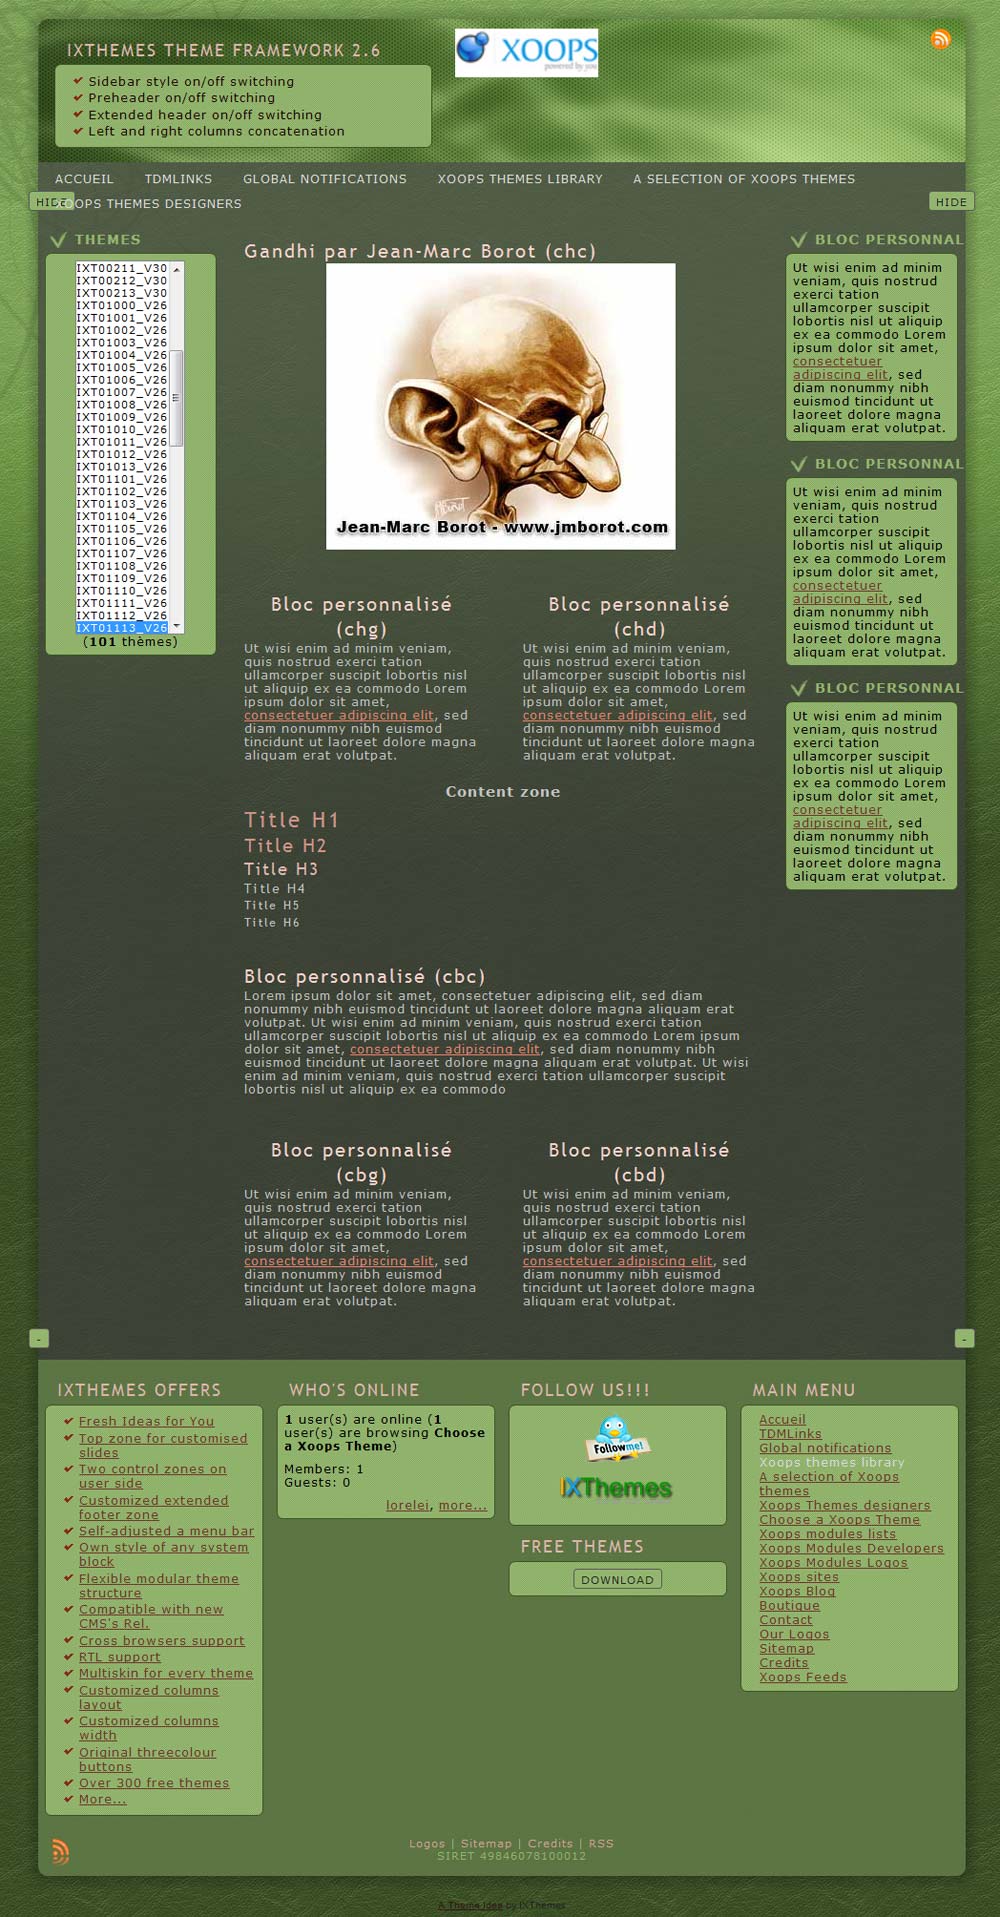 IXTHEMES THEME FRAMEWORK 2.6
XOOPS
powered by you
Sidebar style on/off switching
Preheader on/off switching
Extended header on/off switching
Left and right columns concatenation
ACCUEIL TDMLINKS GLOBAL NOTIFICATIONS XOOPS THEMES LIBRARY A SELECTION OF XOOPS THEMES
HIDE
XOOPS THEMES DESIGNERS
HIDE
THEMES
IXT00211_V30
IXT00212_V30
IXT00213_V30
IXT01000_V26
IXT01001_V26
IXT01002_V26
IXT01003_V26
IXT01004_V26
IXT01005_V26
IXT01006_V26
IXT01007_V26
IXT01008_V26
IXT01009_V26
IXT01010_V26
IXT01011_V26
IXT01012_V26
IXT01013_V26
IXT01101_V26
IXT01102_V26
IXT01103_V26
IXT01104_V26
IXT01105_V26
IXT01106_V26
IXT01107_V26
IXT01108_V26
IXT01109_V26
IXT01110_V26
IXT01111_V26
IXT01112_V26
IXT01113_V26
(101 thèmes)
Gandhi par Jean-Marc Borot (chc)
JMBorot
Jean-Marc Borot - www.jmborot.com
Bloc personnalisé
(chg)
Ut wisi enim ad minim veniam,
quis nostrud exerci tation
ullamcorper suscipit lobortis nisl
ut aliquip ex ea commodo Lorem
ipsum dolor sit amet,
consectetuer adipiscing elit, sed
diam nonummy nibh euismod
tincidunt ut laoreet dolore magna
aliquam erat volutpat.
Bloc personnalisé
(chd)
Ut wisi enim ad minim veniam,
quis nostrud exerci tation
ullamcorper suscipit lobortis nisl
ut aliquip ex ea commodo Lorem
ipsum dolor sit amet,
consectetuer adipiscing elit, sed
diam nonummy nibh euismod
tincidunt ut laoreet dolore magna
aliquam erat volutpat.
Content zone
Title H1
Title H2
Title H3
Title H4
Title H5
Title H6
Bloc personnalisé (cbc)
Lorem ipsum dolor sit amet, consectetuer adipiscing elit, sed diam
nonummy nibh euismod tincidunt ut laoreet dolore magna aliquam erat
volutpat. Ut wisi enim ad minim veniam, quis nostrud exerci tation
ullamcorper suscipit lobortis nisl ut aliquip ex ea commodo Lorem ipsum
dolor sit amet, consectetuer adipiscing elit, sed diam nonummy nibh
euismod tincidunt ut laoreet dolore magna aliquam erat volutpat. Ut wisi
enim ad minim veniam, quis nostrud exerci tation ullamcorper suscipit
lobortis nisl ut aliquip ex ea commodo
Bloc personnalisé
(cbg)
Ut wisi enim ad minim veniam,
quis nostrud exerci tation
ullamcorper suscipit lobortis nisl
ut aliquip ex ea commodo Lorem
ipsum dolor sit amet,
consectetuer adipiscing elit, sed
diam nonummy nibh euismod
tincidunt ut laoreet dolore magna
aliquam erat volutpat.
Bloc personnalisé
(cbd)
Ut wisi enim ad minim veniam,
quis nostrud exerci tation
ullamcorper suscipit lobortis nisl
ut aliquip ex ea commodo Lorem
ipsum dolor sit amet,
consectetuer adipiscing elit, sed
diam nonummy nibh euismod
tincidunt ut laoreet dolore magna
aliquam erat volutpat.
BLOC PERSONNAL
Ut wisi enim ad minim
veniam, quis nostrud
exerci tation
ullamcorper suscipit
lobortis nisl ut aliquip
ex ea commodo Lorem
ipsum dolor sit amet,
consectetuer
adipiscing elit, sed
diam nonummy nibh
euismod tincidunt ut
laoreet dolore magna
aliquam erat volutpat.
BLOC PERSONNAL
Ut wisi enim ad minim
veniam, quis nostrud
exerci tation
ullamcorper suscipit
lobortis nisl ut aliquip
ex ea commodo Lorem
ipsum dolor sit amet,
consectetuer
adipiscing elit, sed
diam nonummy nibh
euismod tincidunt ut
laoreet dolore magna
aliquam erat volutpat.
BLOC PERSONNAL
Ut wisi enim ad minim
veniam, quis nostrud
exerci tation
ullamcorper suscipit
lobortis nisl ut aliquip
ex ea commodo Lorem
ipsum dolor sit amet,
consectetuer
adipiscing elit, sed
diam nonummy nibh
euismod tincidunt ut
laoreet dolore magna
aliquam erat volutpat.
- -
IXTHEMES OFFERS
Fresh Ideas for You
Top zone for customised
slides
Two control zones on
user side
Customized extended
footer zone
Self-adjusted a menu bar
Own style of any system
block
Flexible modular theme
structure
Compatible with new
CMS's Rel.
Cross browsers support
RTL support
Multiskin for every theme
Customized columns
layout
Customized columns
width
Original threecolour
buttons
Over 300 free themes
More...
WHO'S ONLINE
1 user(s) are online (1
user(s) are browsing Choose
a Xoops Theme)
Members: 1
Guests: 0
lorelei, more...
FOLLOW US!!!
Followme!
IXThemes
FREE THEMES
DOWNLOAD
MAIN MENU
Accueil
TDMLinks
Global notifications
Xoops themes library
A selection of Xoops
themes
Xoops Themes designers
Choose a Xoops Theme
Xoops modules lists
Xoops Modules Developers
Xoops Modules Logos
Xoops sites
Xoops Blog
Boutique
Contact
Our Logos
Sitemap
Credits
Xoops Feeds
Logos | Sitemap | Credits | RSS
SIRET 49846078100012
A Theme Idea by IXThemes